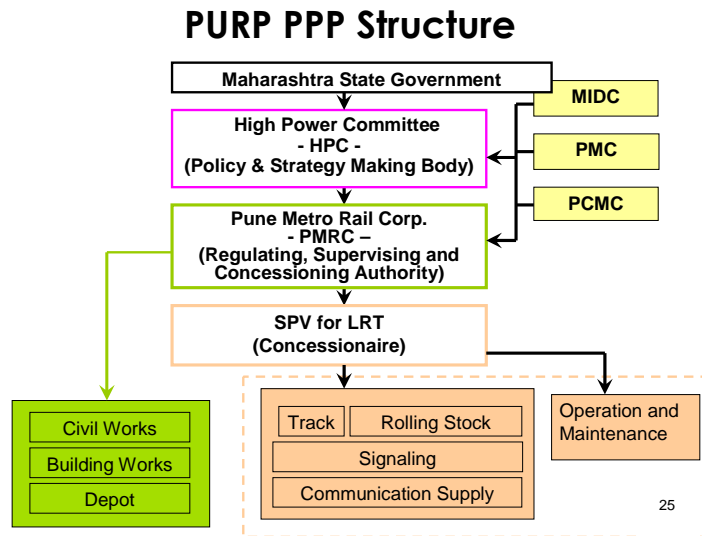 PURP PPP Structure
Maharashtra State Government
MIDC
High Power Committee
- HPC -
(Policy & Strategy Making Body)
PMC
PCMC
Pune Metro Rail Corp.
- PMRC –
(Regulating, Supervising and
Concessioning Authority)
SPV for LRT
(Concessionaire)
Civil Works
Building Works
Depot
Track
Rolling Stock
Signaling
Communication Supply
Operation and
Maintenance
25